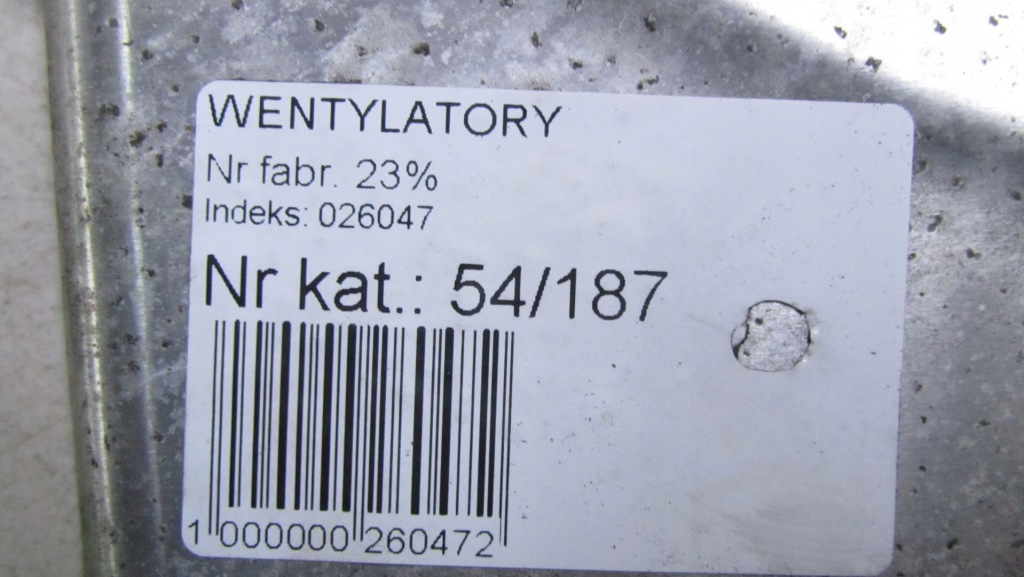 WENTYLATORY
Nr fabr. 23%
Indeks: 026047
Nr kat.: 54/187
1 000000 260472